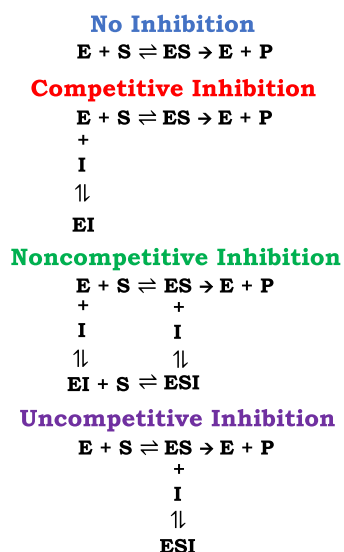 No Inhibition
E + S ⇌ ES → E + P
Competitive Inhibition
E + S ⇌ ES → E + P
+
I
⥮
EI
Noncompetitive Inhibition
E + S ⇌ ES → E + P
+ +
I I
⥮ ⥮
EI + S ⇌ ESI
Uncompetitive Inhibition
E + S ⇌ ES → E + P
+
I
⥮
ESI